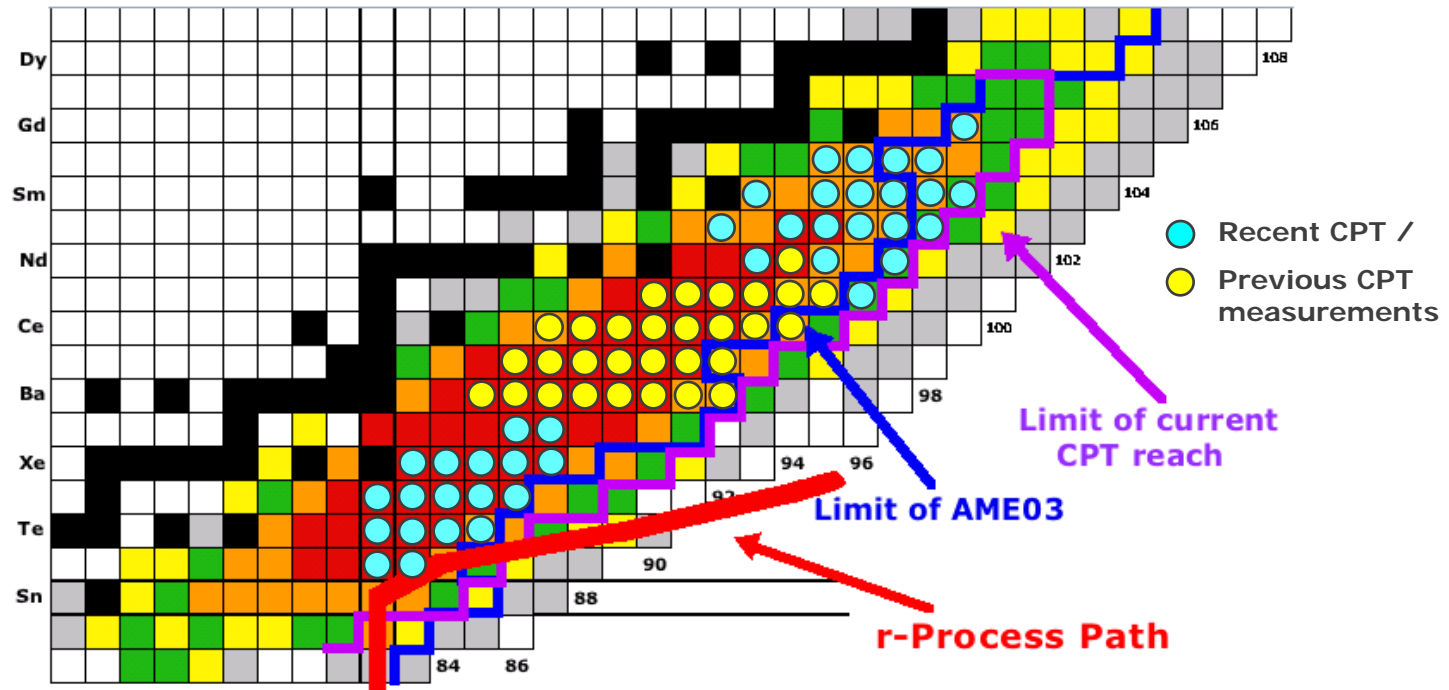 Dy
108
Gd
106
Sm
104
Recent CPT /
Nd
102
Previous CPT
measurements
Ce
100
Ba
98
Limit of current
CPT reach
Xe
94
96
92
Limit of AME03
Te
90
Sn
88
r-Process Path
84
86